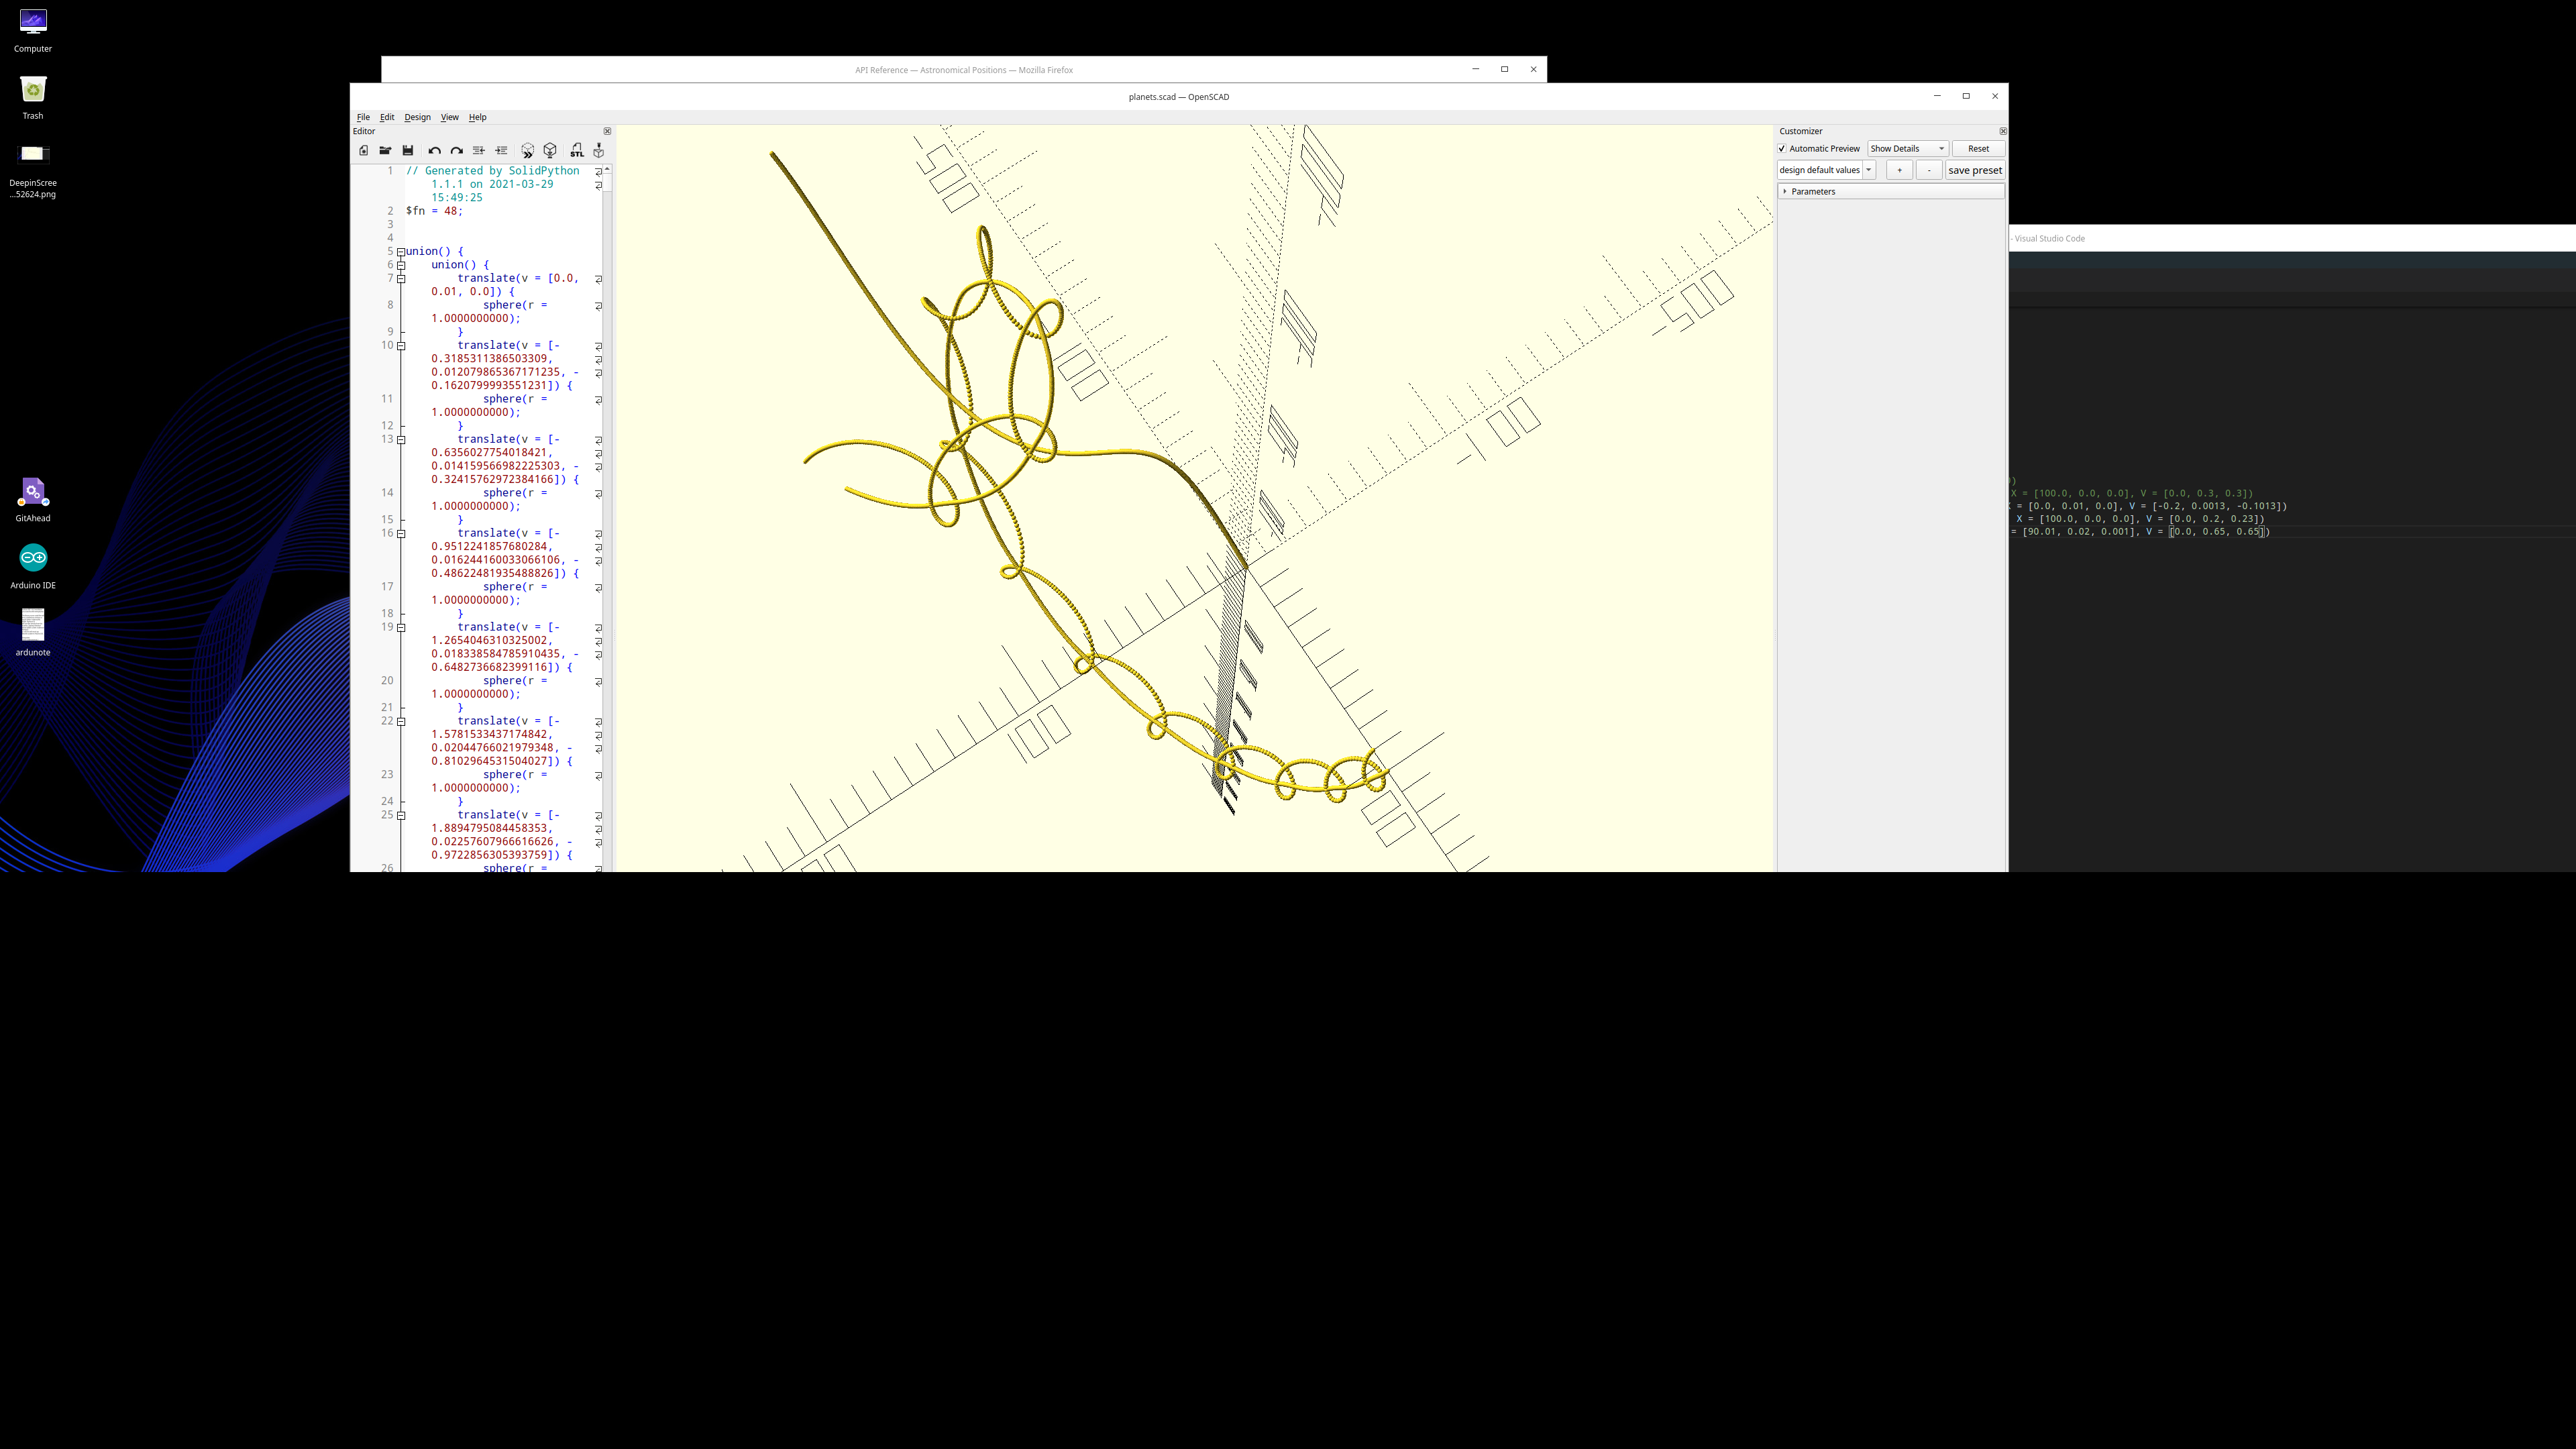 Computer
Trash
DeepinScree
...52624.png
GitAhead
Arduino IDE
ardunote
API Reference — Astronomical Positions — Mozilla Firefox
planets.scad — OpenSCAD
File Edit Design View Help
Editor
STL
1 // Generated by SolidPython
1.1.1 on 2021-03-29
15:49:25
2 $fn = 48;
3
4
5 union() {
6 union() {
7 translate(v = [0.0,
0.01, 0.0]) {
8 sphere(r =
1.0000000000);
9 }
10 translate(v = [-
0.3185311386503309,
0.012079865367171235, -
0.1620799993551231]) {
11 sphere(r =
1.0000000000);
12 }
13 translate(v = [-
0.6356027754018421,
0.014159566982225303, -
0.32415762972384166]) {
14 sphere(r =
1.0000000000);
15 }
16 translate(v = [-
0.9512241857680284,
0.016244160033066106, -
0.48622481935488826]) {
17 sphere(r =
1.0000000000);
18 }
19 translate(v = [-
1.2654046310325002,
0.018338584785910435, -
0.6482736682399116]) {
20 sphere(r =
1.0000000000);
21 }
22 translate(v = [-
1.5781533437174842,
0.02044766021979348, -
0.8102964531504027]) {
23 sphere(r =
1.0000000000);
24 }
25 translate(v = [-
1.8894795084458353,
0.02257607966616626, -
0.9722856305393759]) {
26 sphere(r =
Customizer
Automatic Preview Show Details Reset
design default values + - save preset
Parameters
- Visual Studio Code
)
X = [100.0, 0.0, 0.0], V = [0.0, 0.3, 0.3])
= [0.0, 0.01, 0.0], V = [-0.2, 0.0013, -0.1013])
X = [100.0, 0.0, 0.0], V = [0.0, 0.2, 0.23])
= [90.01, 0.02, 0.001], V = [0.0, 0.65, 0.65])